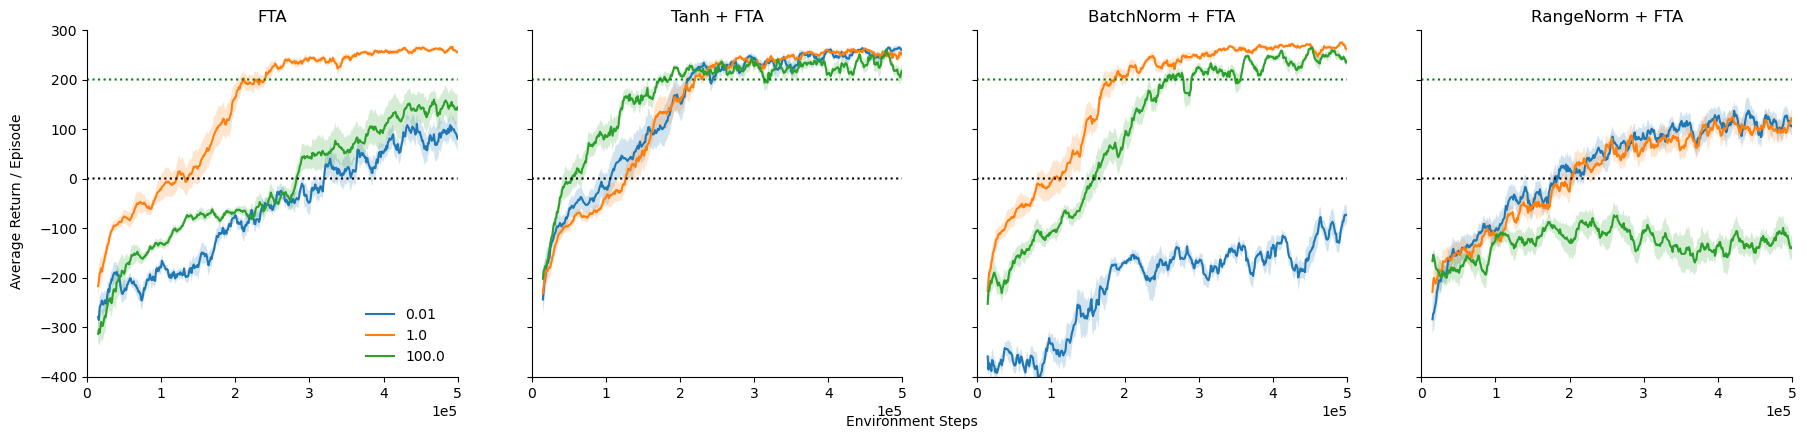 FTA
Tanh + FTA
BatchNorm + FTA
RangeNorm + FTA
Average Return / Episode
300
200
100
0
−100
−200
−300
−400
0.01
1.0
100.0
0 1 2 3 4 5
1e5
0 1 2 3 4 5
1e5
0 1 2 3 4 5
1e5
0 1 2 3 4 5
1e5
Environment Steps